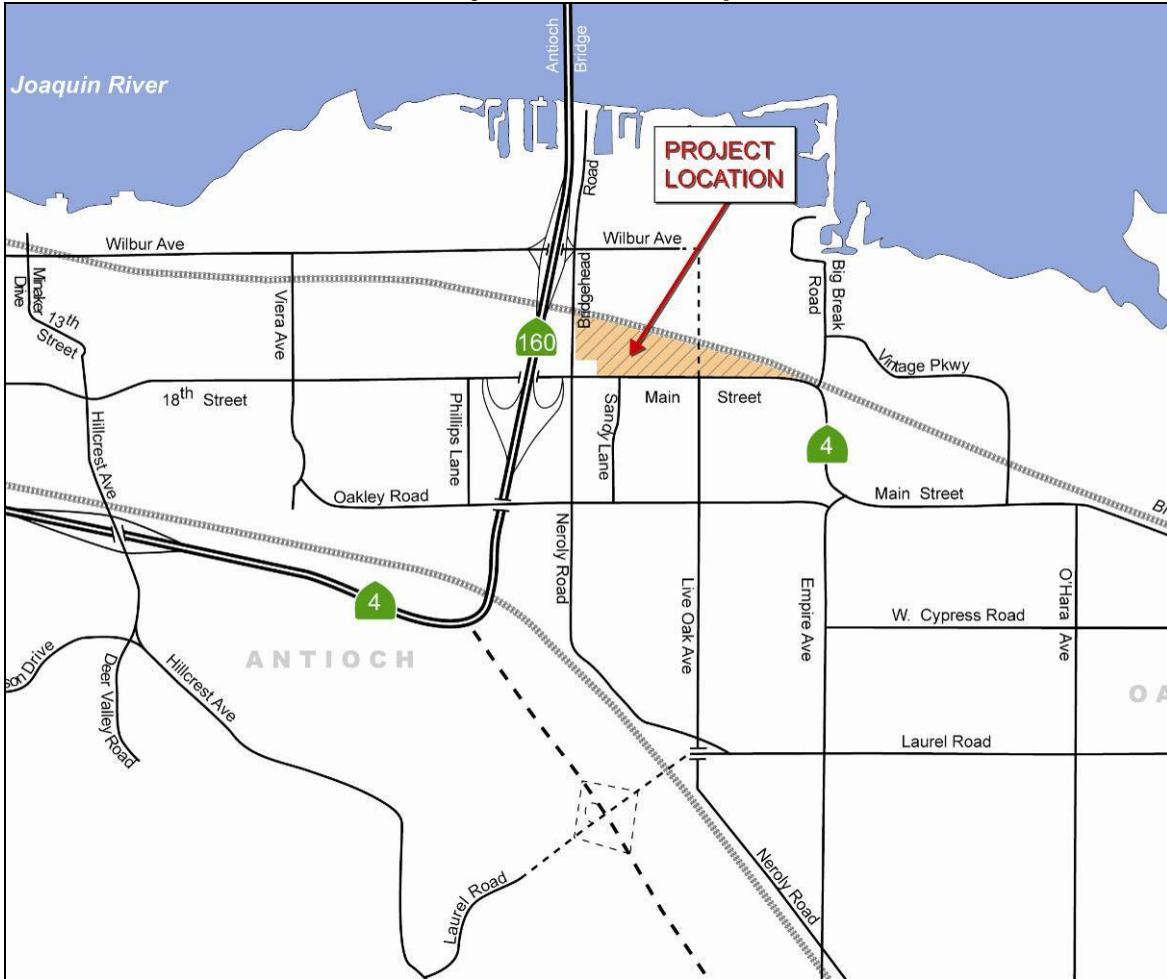 Antioch
Bridge
Joaquin River
PROJECT
LOCATION
Road
Wilbur Ave
Wilbur Ave
Minaker
Drive
13th
Street
Viera Ave
Bridgehead
160
Big Break
Road
Vintage Pkwy
18th Street
Phillips Lane
Sandy Lane
Main Street
Hillcrest Ave
4
Oakley Road
Main Street
Neroly Road
Live Oak Ave
Empire Ave
O'Hara Ave
4
W. Cypress Road
ANTIOCH
Drive
Deer Valley
Road
Hillcrest Ave
OA
Laurel Road
Laurel Road
Neroly Road